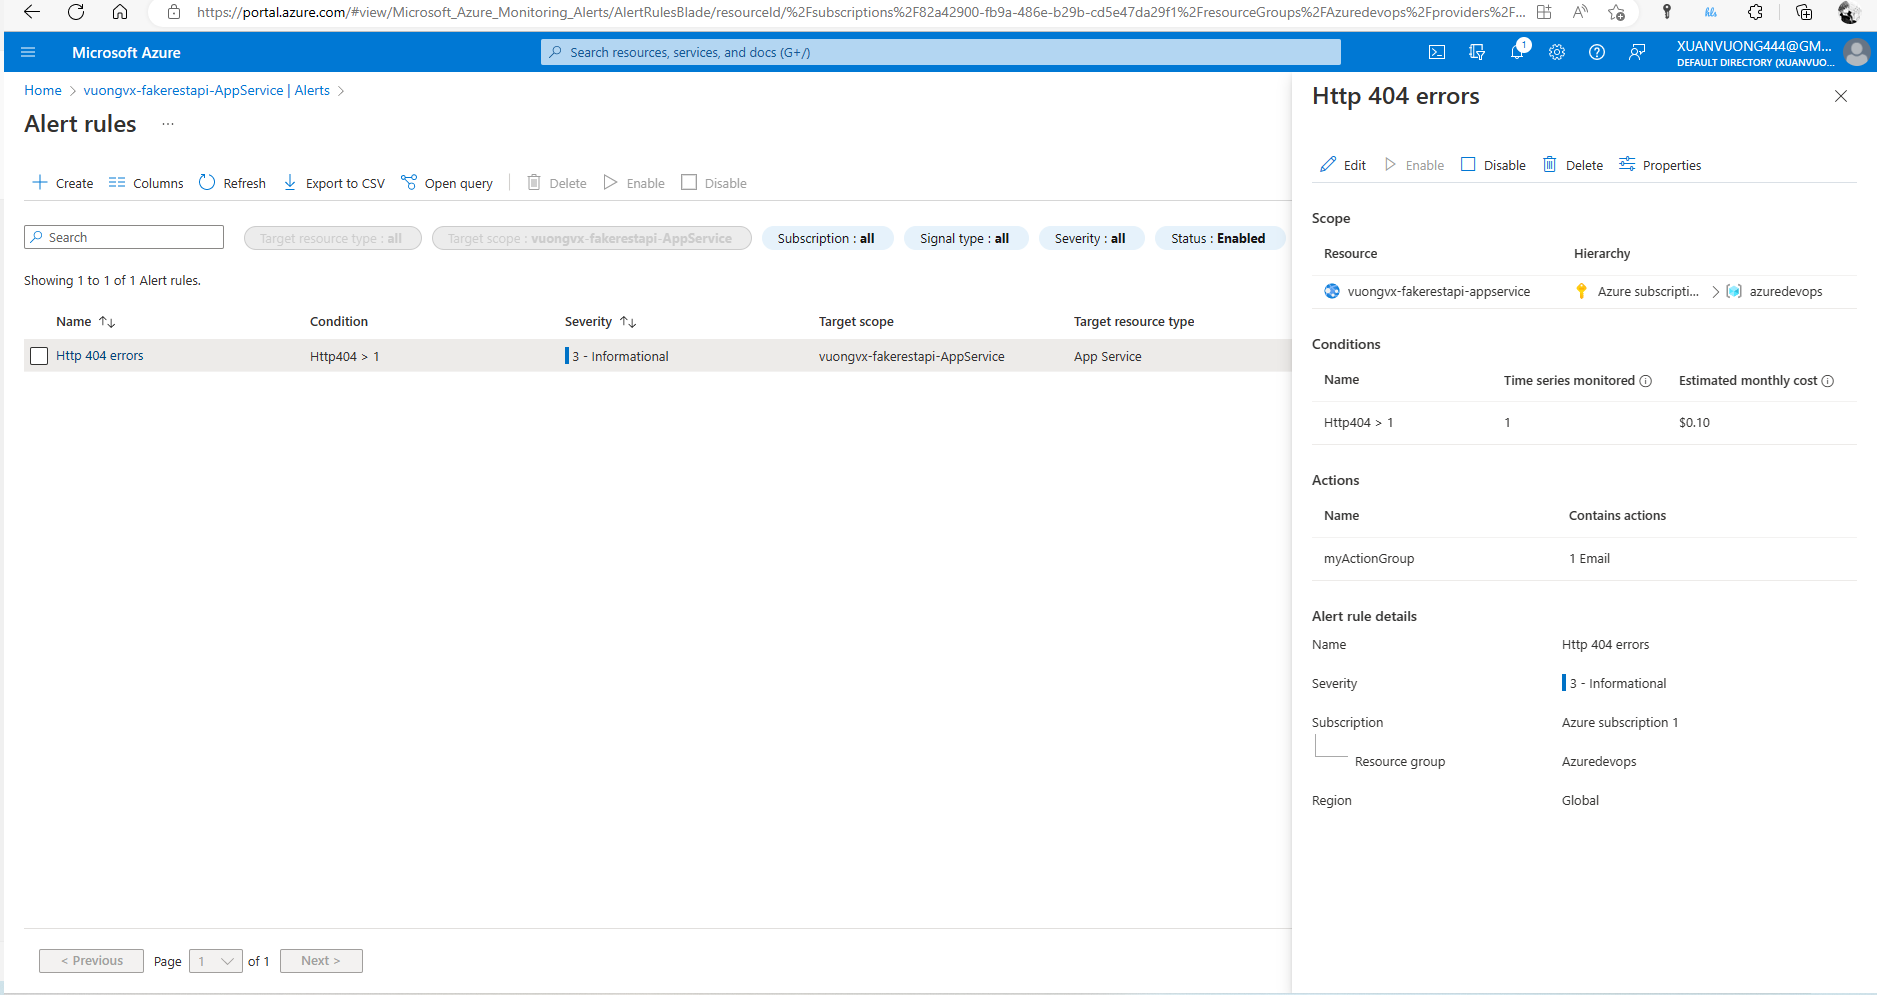 https://portal.azure.com/#view/Microsoft_Azure_Monitoring_Alerts/AlertRulesBlade/resourceId/%2Fsubscriptions%2F82a42900-fb9a-486e-b29b-cd5e47da29f1%2FresourceGroups%2FAzuredevops%2Fproviders%2F...
Microsoft Azure
Search resources, services, and docs (G+/)
1
XUANVUONG444@GM...
DEFAULT DIRECTORY (XUANVUO...
Home > vuongvx-fakerestapi-AppService | Alerts >
Alert rules ...
Create Columns Refresh Export to CSV Open query Delete Enable Disable
Search
Target resource type : all
Target scope : vuongvx-fakerestapi-AppService
Subscription : all
Signal type : all
Severity : all
Status : Enabled
Showing 1 to 1 of 1 Alert rules.
Name Condition Severity Target scope Target resource type
Http 404 errors Http404 > 1 3 - Informational vuongvx-fakerestapi-AppService App Service
< Previous Page 1 of 1 Next >
Http 404 errors
Edit Enable Disable Delete Properties
Scope
Resource Hierarchy
vuongvx-fakerestapi-appservice Azure subscripti... > azuredevops
Conditions
Name Time series monitored Estimated monthly cost
Http404 > 1 1 $0.10
Actions
Name Contains actions
myActionGroup 1 Email
Alert rule details
Name Http 404 errors
Severity 3 - Informational
Subscription Azure subscription 1
Resource group Azuredevops
Region Global